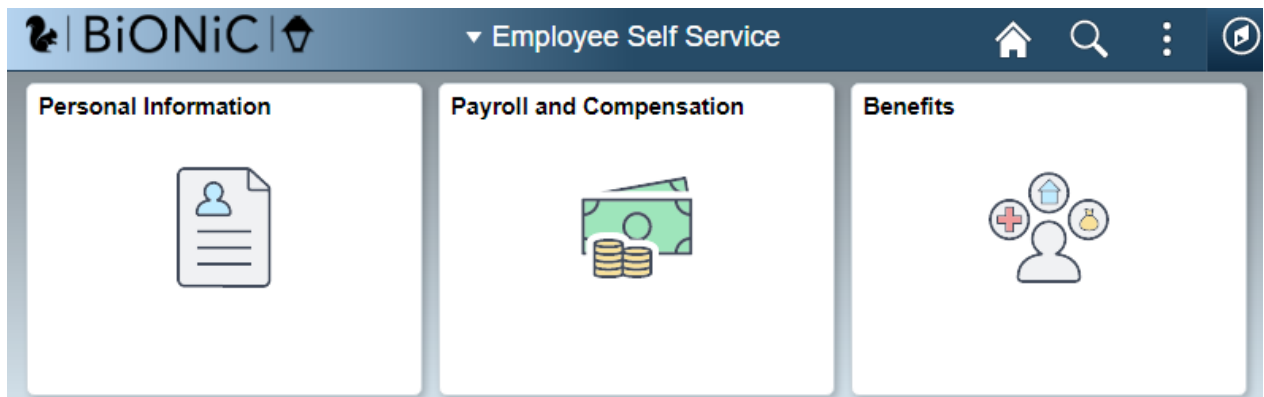 BiONiC
Employee Self Service
Personal Information
Payroll and Compensation
Benefits